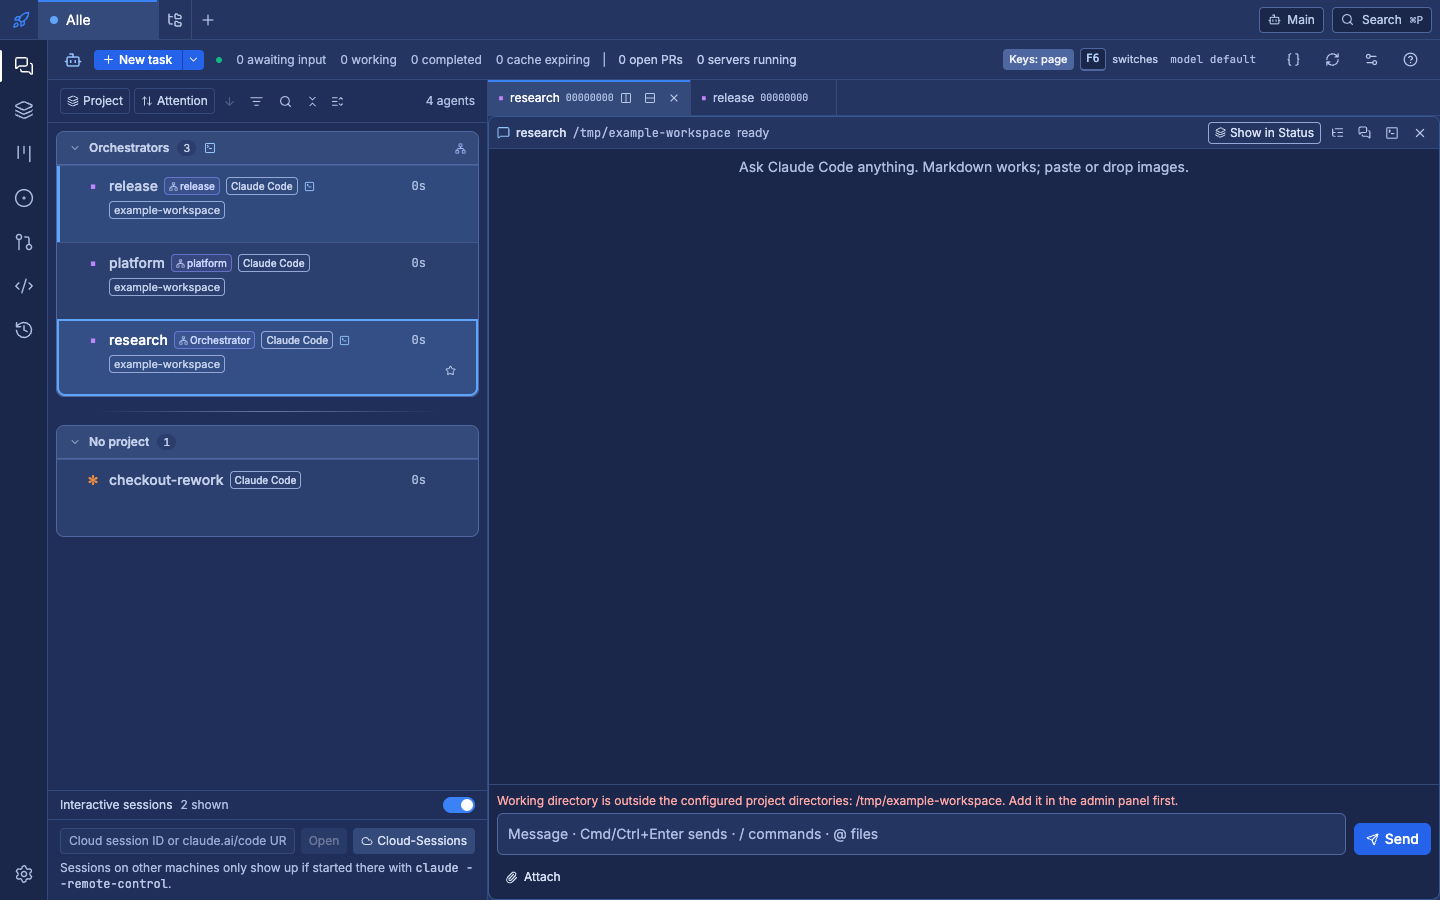 Alle
Main
Search ⌘P
New task
0 awaiting input
0 working
0 completed
0 cache expiring
0 open PRs
0 servers running
Keys: page
F6
switches
model default
Project
Attention
4 agents
Orchestrators 3
release release Claude Code 0s
example-workspace
platform platform Claude Code 0s
example-workspace
research Orchestrator Claude Code 0s
example-workspace
No project 1
checkout-rework Claude Code 0s
Interactive sessions 2 shown
Cloud session ID or claude.ai/code UR
Open
Cloud-Sessions
Sessions on other machines only show up if started there with claude -
-remote-control.
research 00000000
release 00000000
research /tmp/example-workspace ready
Show in Status
Ask Claude Code anything. Markdown works; paste or drop images.
Working directory is outside the configured project directories: /tmp/example-workspace. Add it in the admin panel first.
Message · Cmd/Ctrl+Enter sends · / commands · @ files
Send
Attach